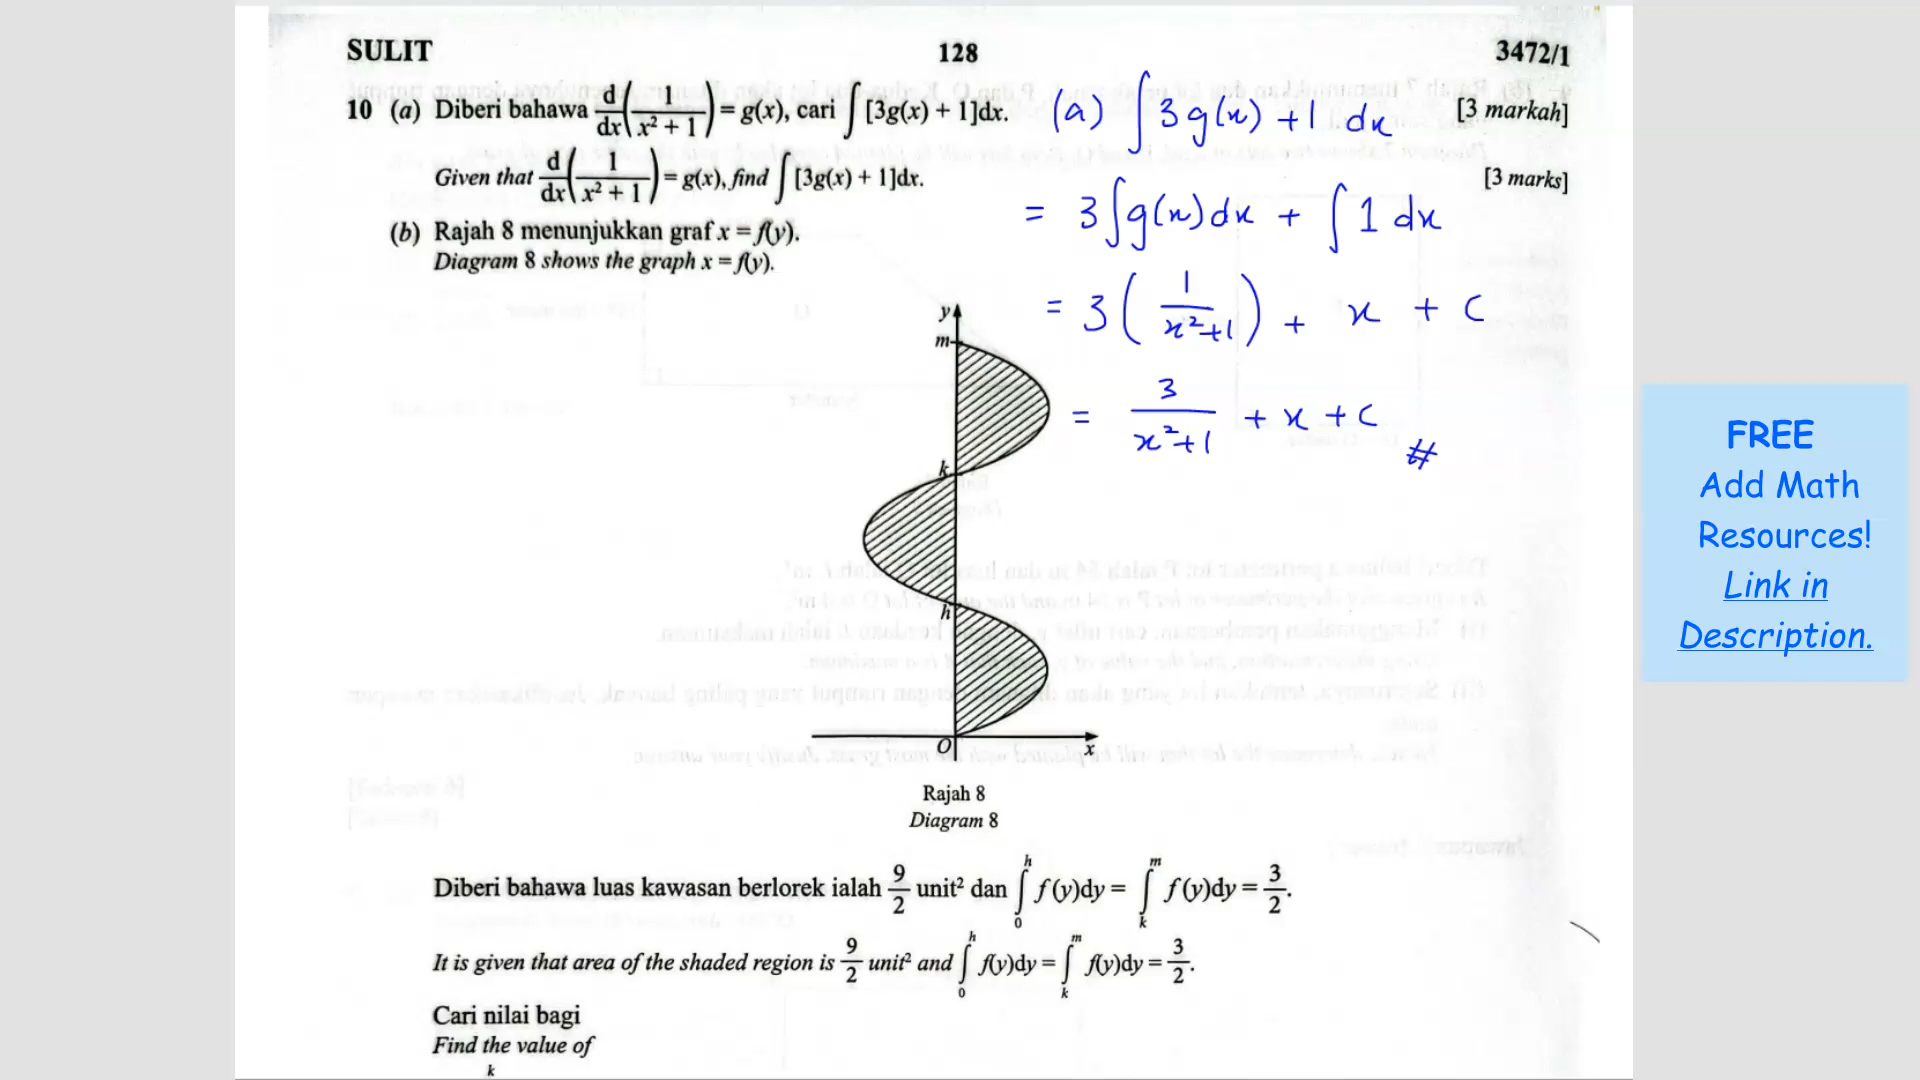 SULIT 128 3472/1
10 (a) Diberi bahawa d/dx(1/(x² + 1)) = g(x), cari ∫ [3g(x) + 1]dx. [3 markah]
Given that d/dx(1/(x² + 1)) = g(x), find ∫ [3g(x) + 1]dx. [3 marks]
(b) Rajah 8 menunjukkan graf x = f(y).
Diagram 8 shows the graph x = f(y).
(a) ∫ 3g(x) + 1 dx
= 3∫g(x)dx + ∫ 1 dx
= 3(1/(x²+1)) + x + c
= 3/(x²+1) + x + c #
y
m
k
h
O
x
Rajah 8
Diagram 8
Diberi bahawa luas kawasan berlorek ialah 9/2 unit² dan ∫₀ʰ f(y)dy = ∫ₖᵐ f(y)dy = 3/2.
It is given that area of the shaded region is 9/2 unit² and ∫₀ʰ f(y)dy = ∫ₖᵐ f(y)dy = 3/2.
Cari nilai bagi
Find the value of
k
FREE
Add Math
Resources!
Link in
Description.